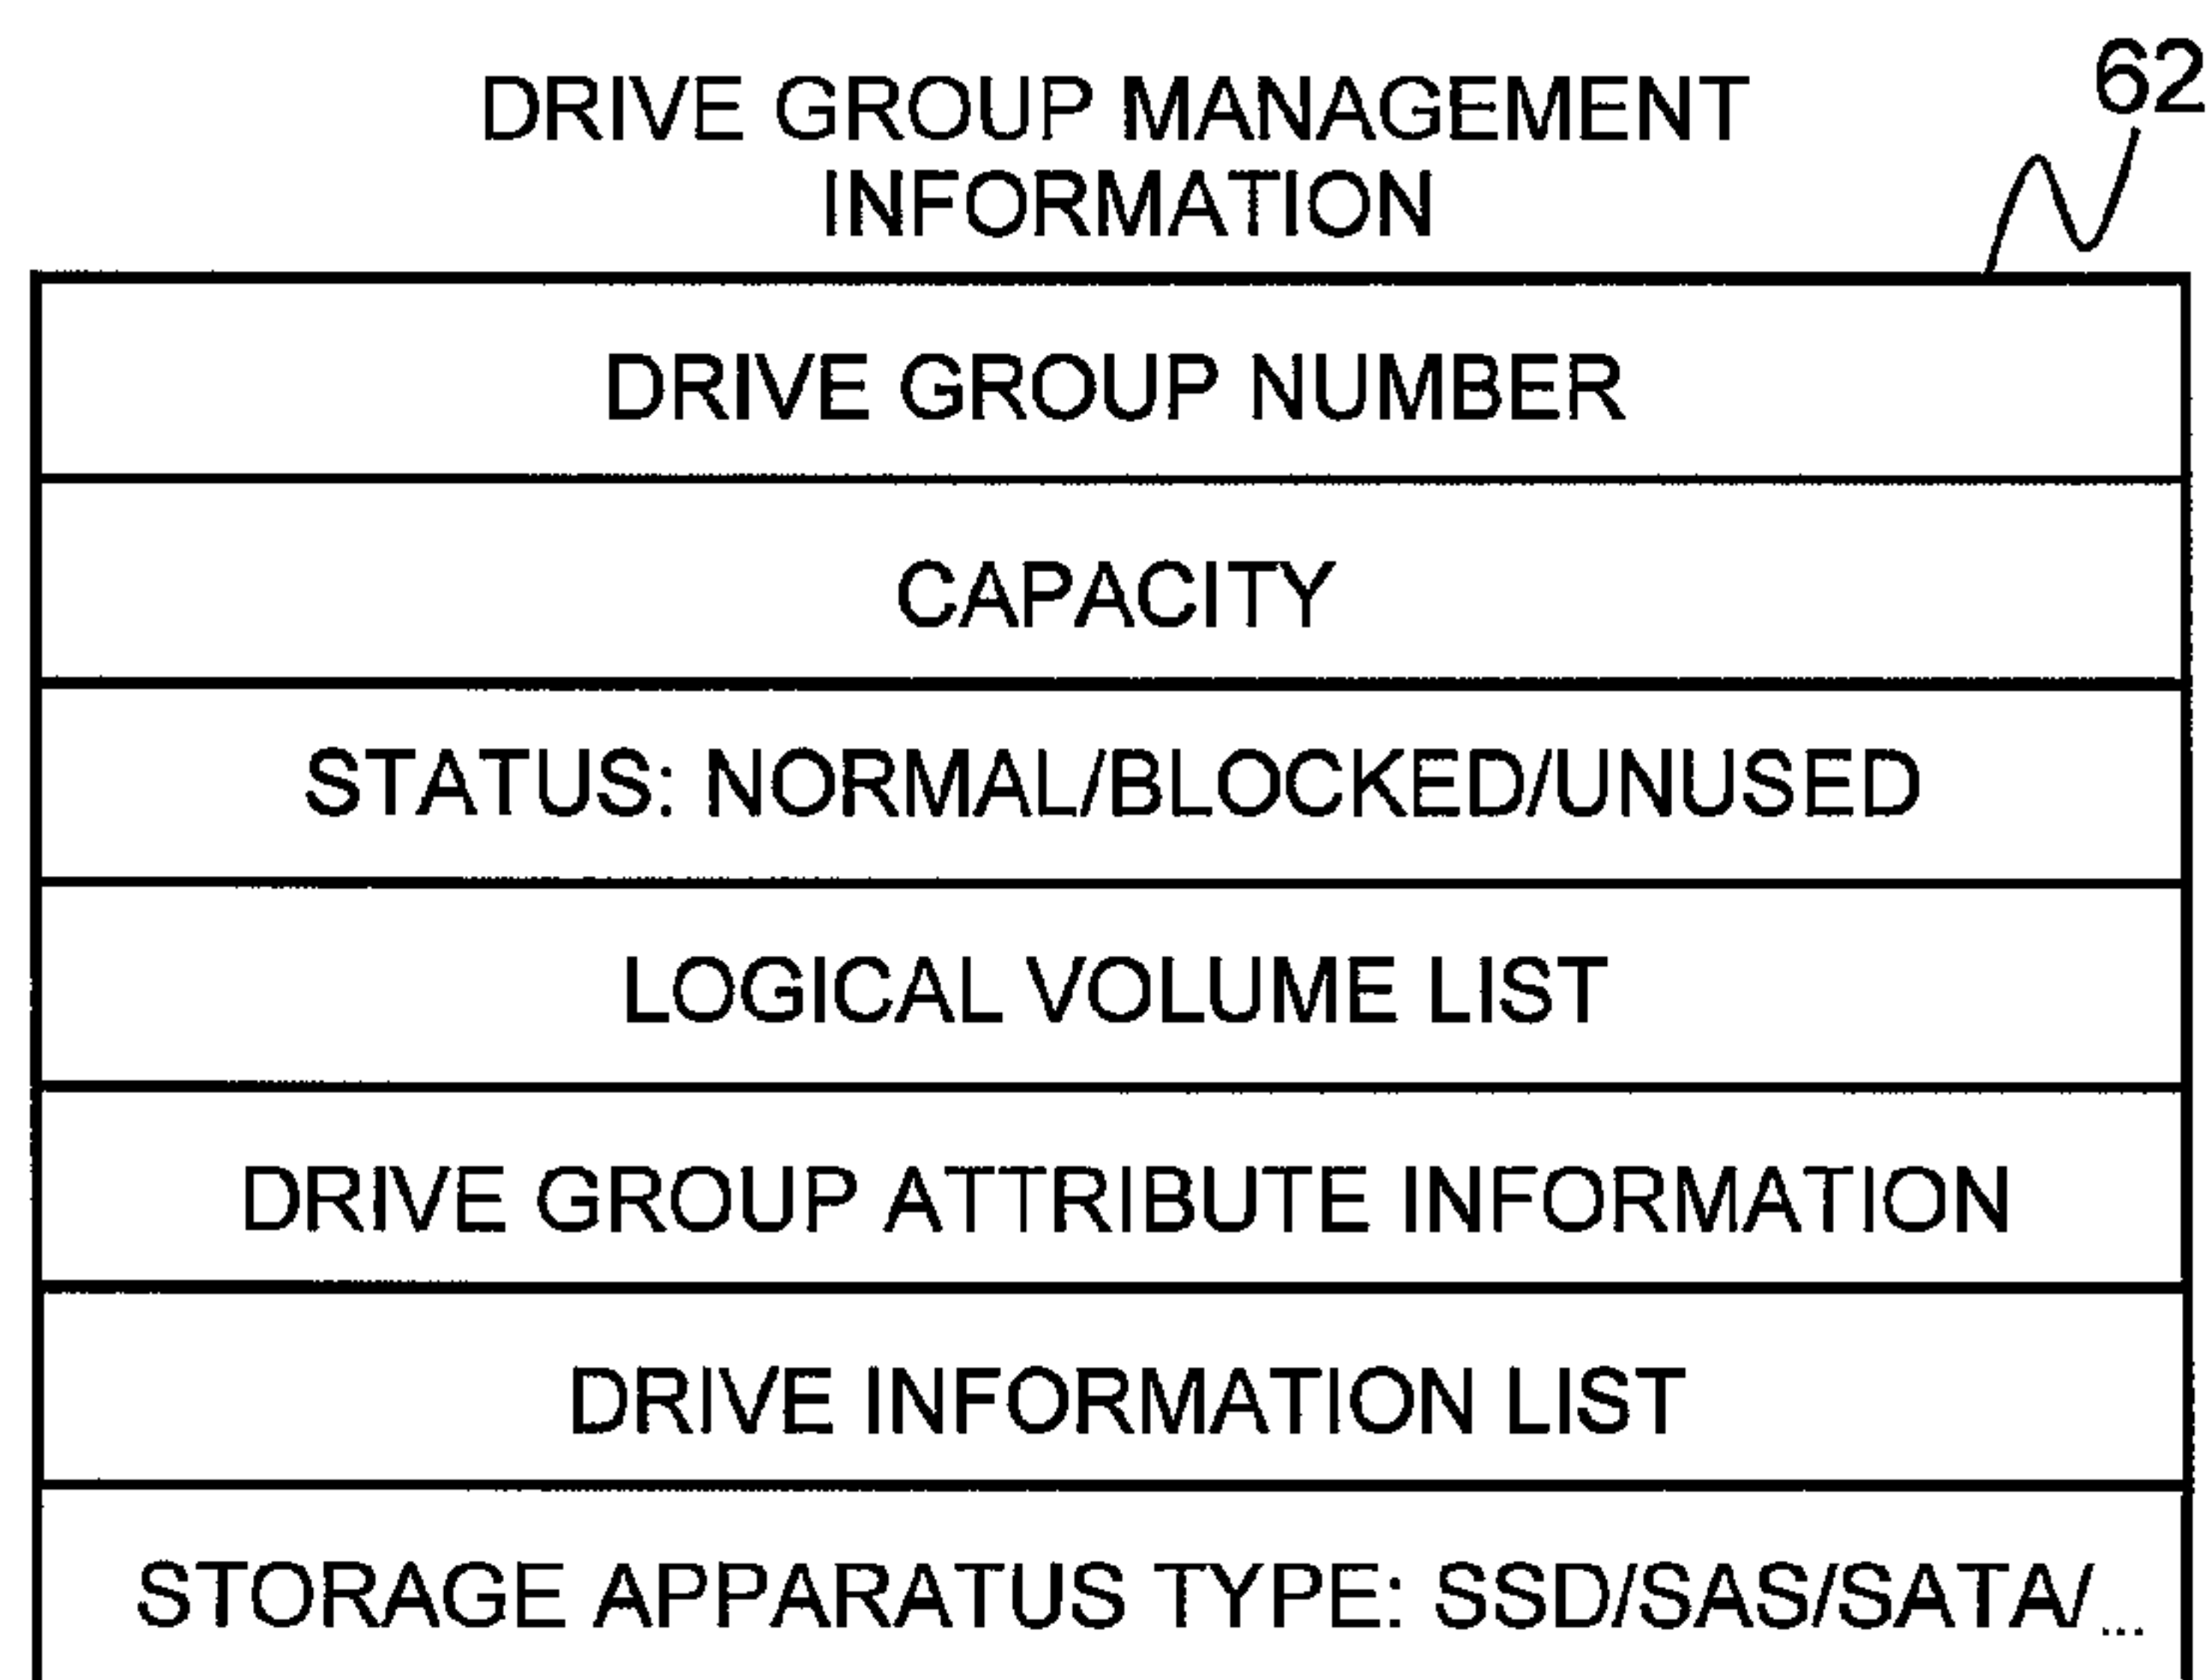 62
DRIVE GROUP MANAGEMENT
INFORMATION
DRIVE GROUP NUMBER
CAPACITY
STATUS: NORMAL/BLOCKED/UNUSED
LOGICAL VOLUME LIST
DRIVE GROUP ATTRIBUTE INFORMATION
DRIVE INFORMATION LIST
STORAGE APPARATUS TYPE: SSD/SAS/SATA/...